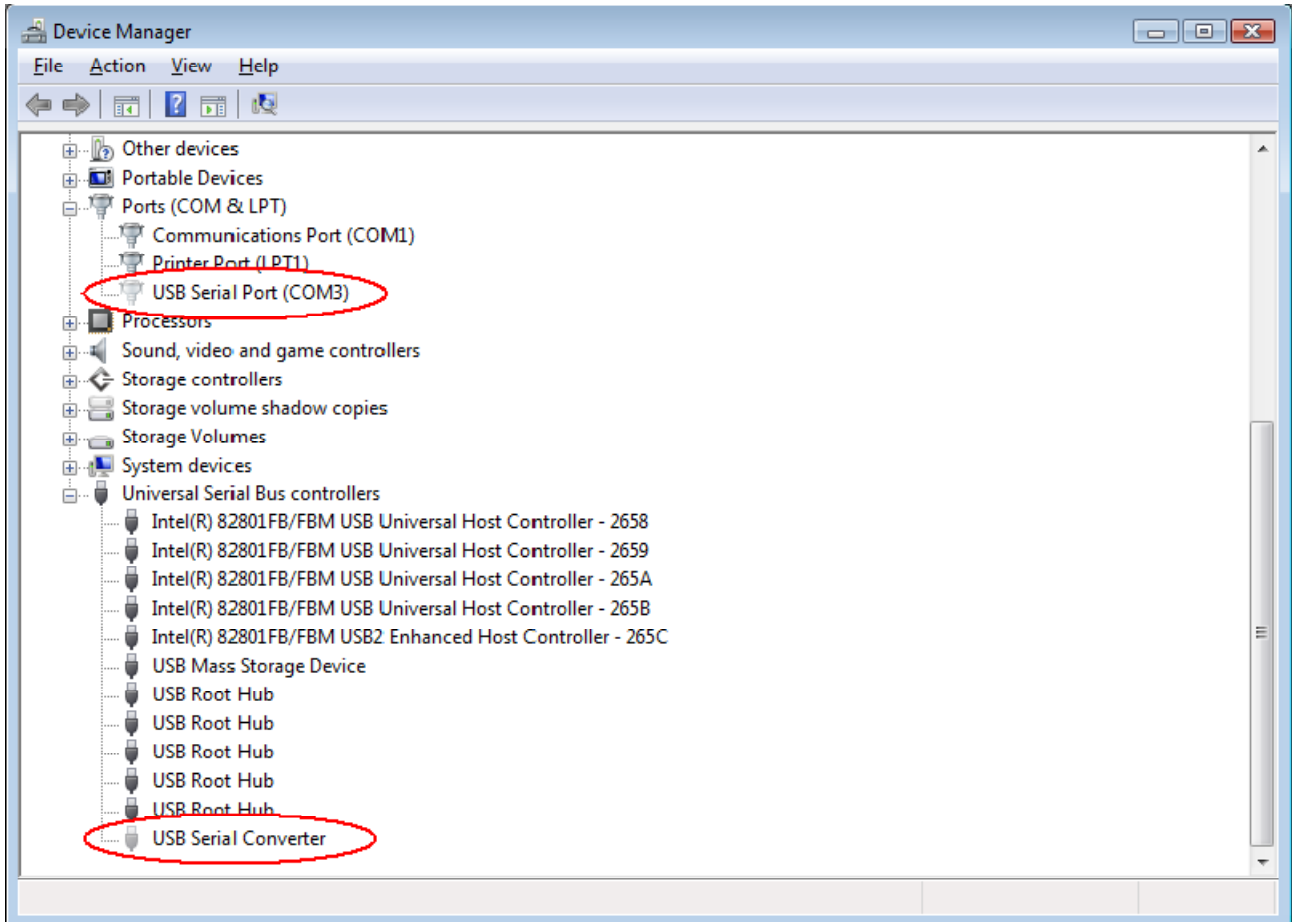 Device Manager
File Action View Help
Other devices
Portable Devices
Ports (COM & LPT)
Communications Port (COM1)
Printer Port (LPT1)
USB Serial Port (COM3)
Processors
Sound, video and game controllers
Storage controllers
Storage volume shadow copies
Storage Volumes
System devices
Universal Serial Bus controllers
Intel(R) 82801FB/FBM USB Universal Host Controller - 2658
Intel(R) 82801FB/FBM USB Universal Host Controller - 2659
Intel(R) 82801FB/FBM USB Universal Host Controller - 265A
Intel(R) 82801FB/FBM USB Universal Host Controller - 265B
Intel(R) 82801FB/FBM USB2 Enhanced Host Controller - 265C
USB Mass Storage Device
USB Root Hub
USB Root Hub
USB Root Hub
USB Root Hub
USB Root Hub
USB Serial Converter